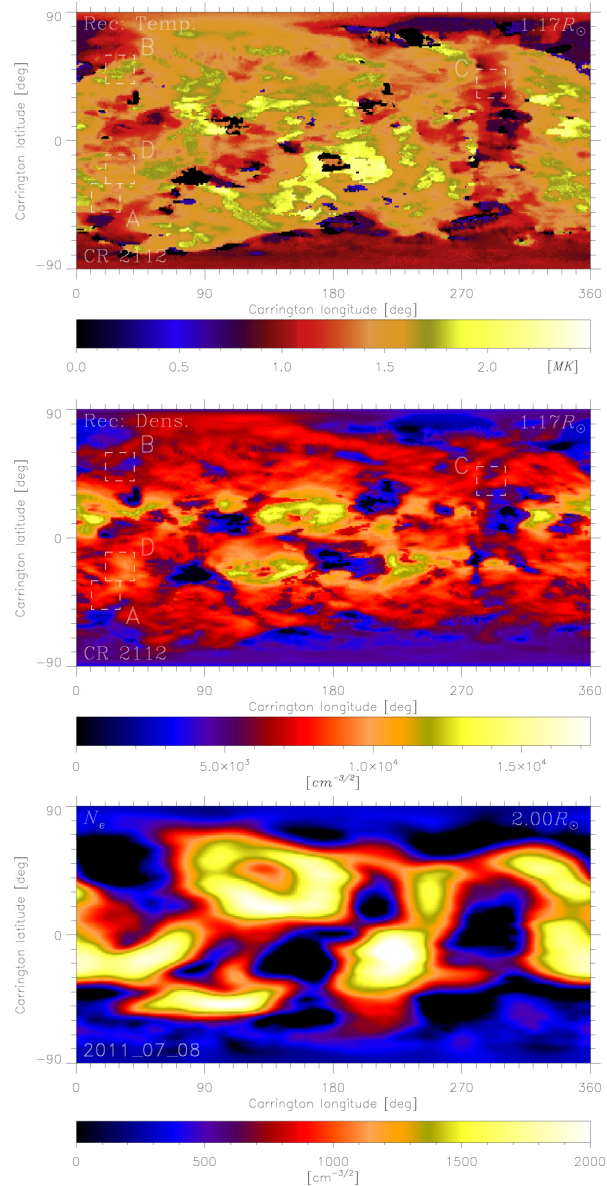 90
Rec: Temp. 1.17R☉
B
C
Carrington latitude [deg]
0
D
A
CR 2112
−90
0 90 180 270 360
Carrington longitude [deg]
0.0 0.5 1.0 1.5 2.0 [MK]
90
Rec: Dens. 1.17R☉
B
C
Carrington latitude [deg]
0
D
A
CR 2112
−90
0 90 180 270 360
Carrington longitude [deg]
0 5.0×10³ 1.0×10⁴ 1.5×10⁴
[cm⁻³/²]
90
Nₑ 2.00R☉
Carrington latitude [deg]
0
2011_07_08
−90
0 90 180 270 360
Carrington longitude [deg]
0 500 1000 1500 2000
[cm⁻³/²]